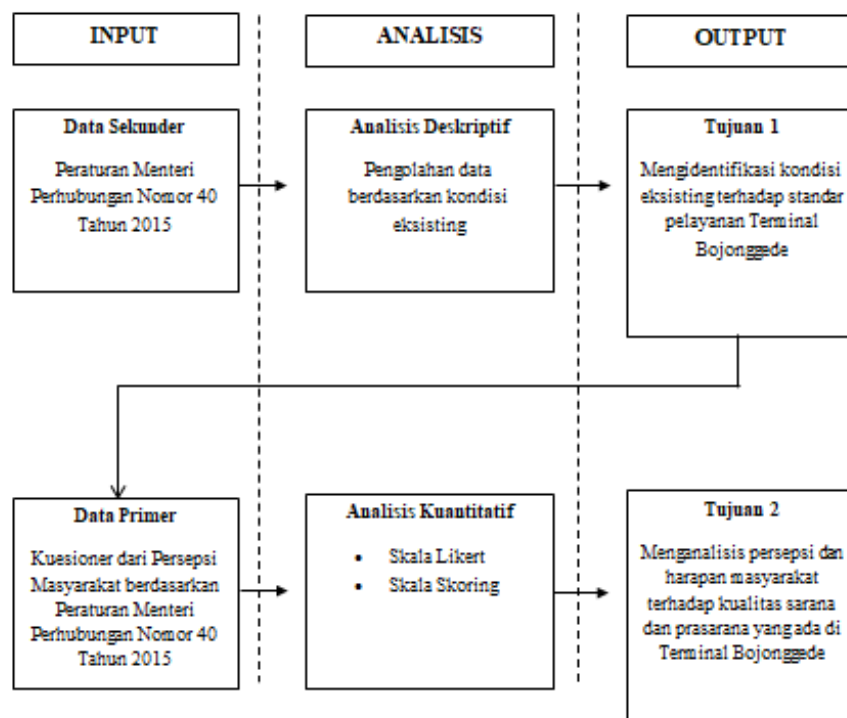 INPUT
ANALISIS
OUTPUT
Data Sekunder
Peraturan Menteri
Perhubungan Nomor 40
Tahun 2015
Analisis Deskriptif
Pengolahan data
berdasarkan kondisi
eksisting
Tujuan 1
Mengidentifikasi kondisi
eksisting terhadap standar
pelayanan Terminal
Bojonggede
Data Primer
Kuesioner dari Persepsi
Masyarakat berdasarkan
Peraturan Menteri
Perhubungan Nomor 40
Tahun 2015
Analisis Kuantitatif
• Skala Likert
• Skala Skoring
Tujuan 2
Menganalisis persepsi dan
harapan masyarakat
terhadap kualitas sarana
dan prasarana yang ada di
Terminal Bojonggede